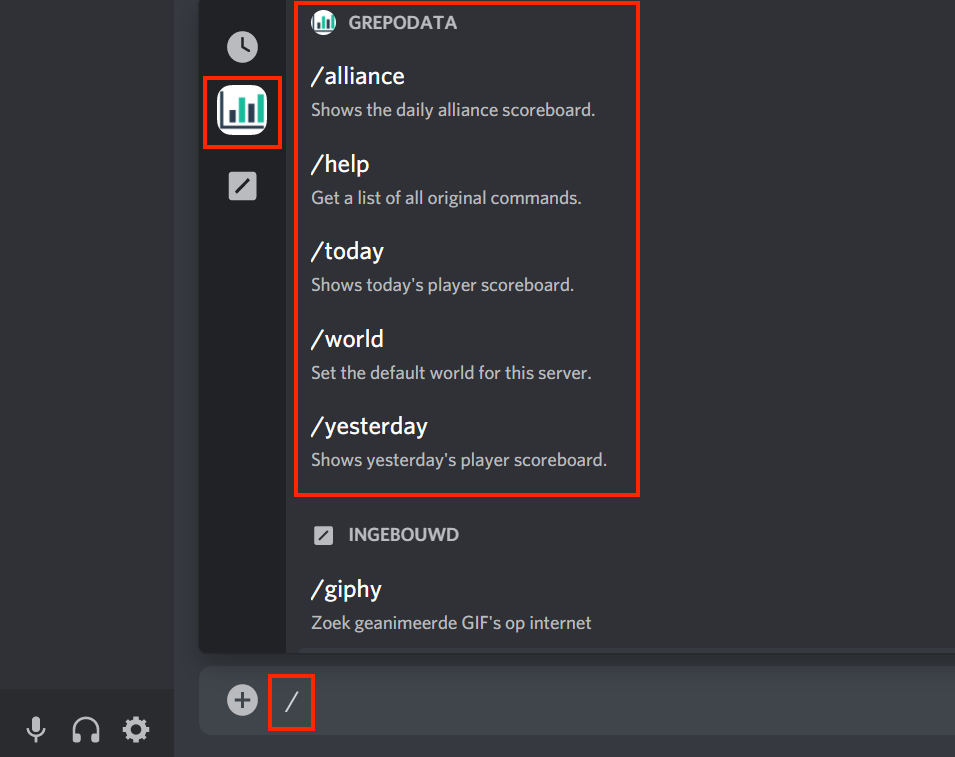 GREPODATA
/alliance
Shows the daily alliance scoreboard.
/help
Get a list of all original commands.
/today
Shows today's player scoreboard.
/world
Set the default world for this server.
/yesterday
Shows yesterday's player scoreboard.
INGEBOUWD
/giphy
Zoek geanimeerde GIF's op internet
/